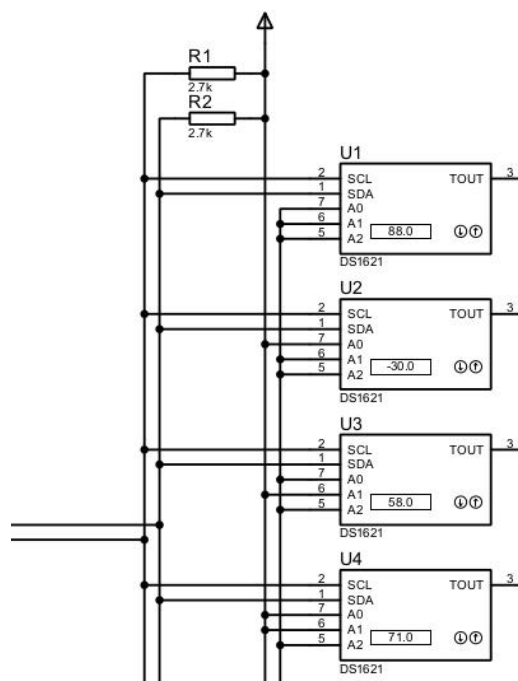 R1
2.7k
R2
2.7k
U1
2 SCL TOUT 3
1 SDA
7 A0
6 A1 88.0
5 A2
DS1621
U2
2 SCL TOUT 3
1 SDA
7 A0
6 A1 -30.0
5 A2
DS1621
U3
2 SCL TOUT 3
1 SDA
7 A0
6 A1 58.0
5 A2
DS1621
U4
2 SCL TOUT 3
1 SDA
7 A0
6 A1 71.0
5 A2
DS1621